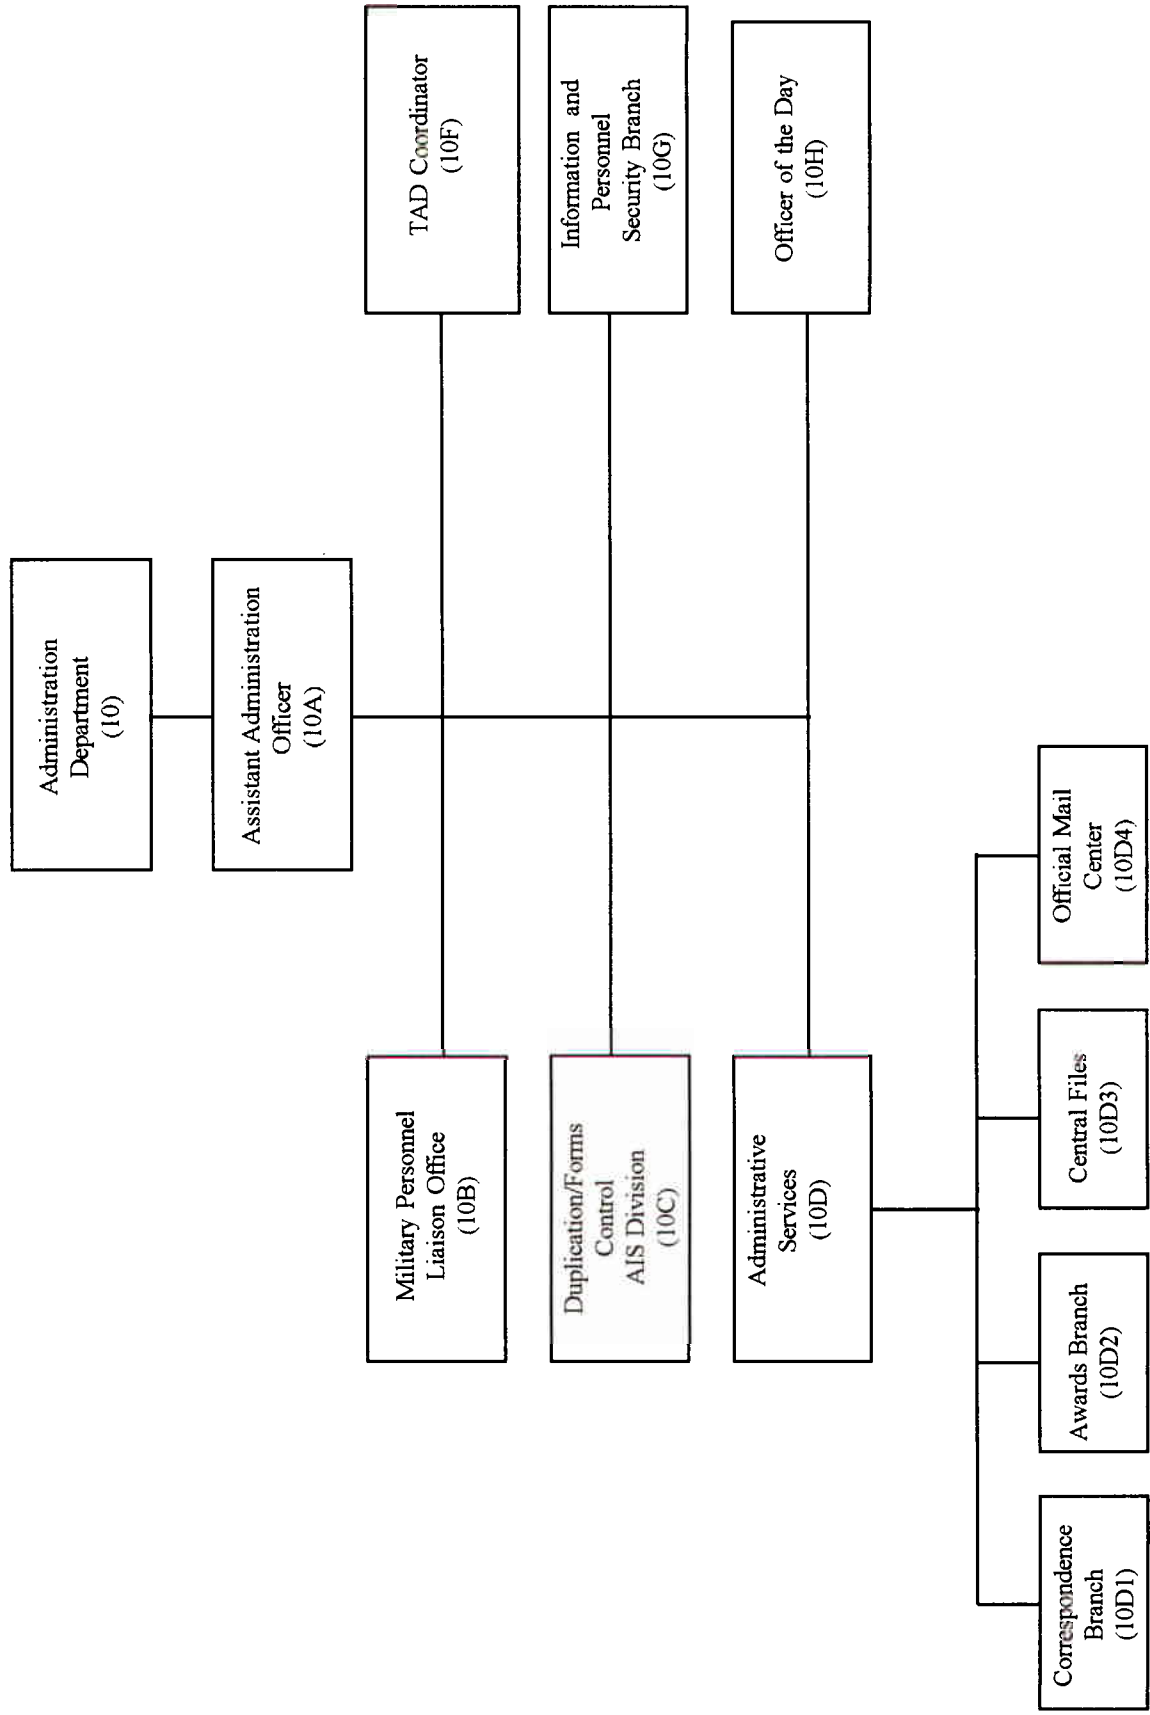 Administration
Department
(10)
Assistant Administration
Officer
(10A)
Military Personnel
Liaison Office
(10B)
TAD Coordinator
(10F)
Duplication/Forms
Control
AIS Division
(10C)
Information and
Personnel
Security Branch
(10G)
Administrative
Services
(10D)
Officer of the Day
(10H)
Correspondence
Branch
(10D1)
Awards Branch
(10D2)
Central Files
(10D3)
Official Mail
Center
(10D4)